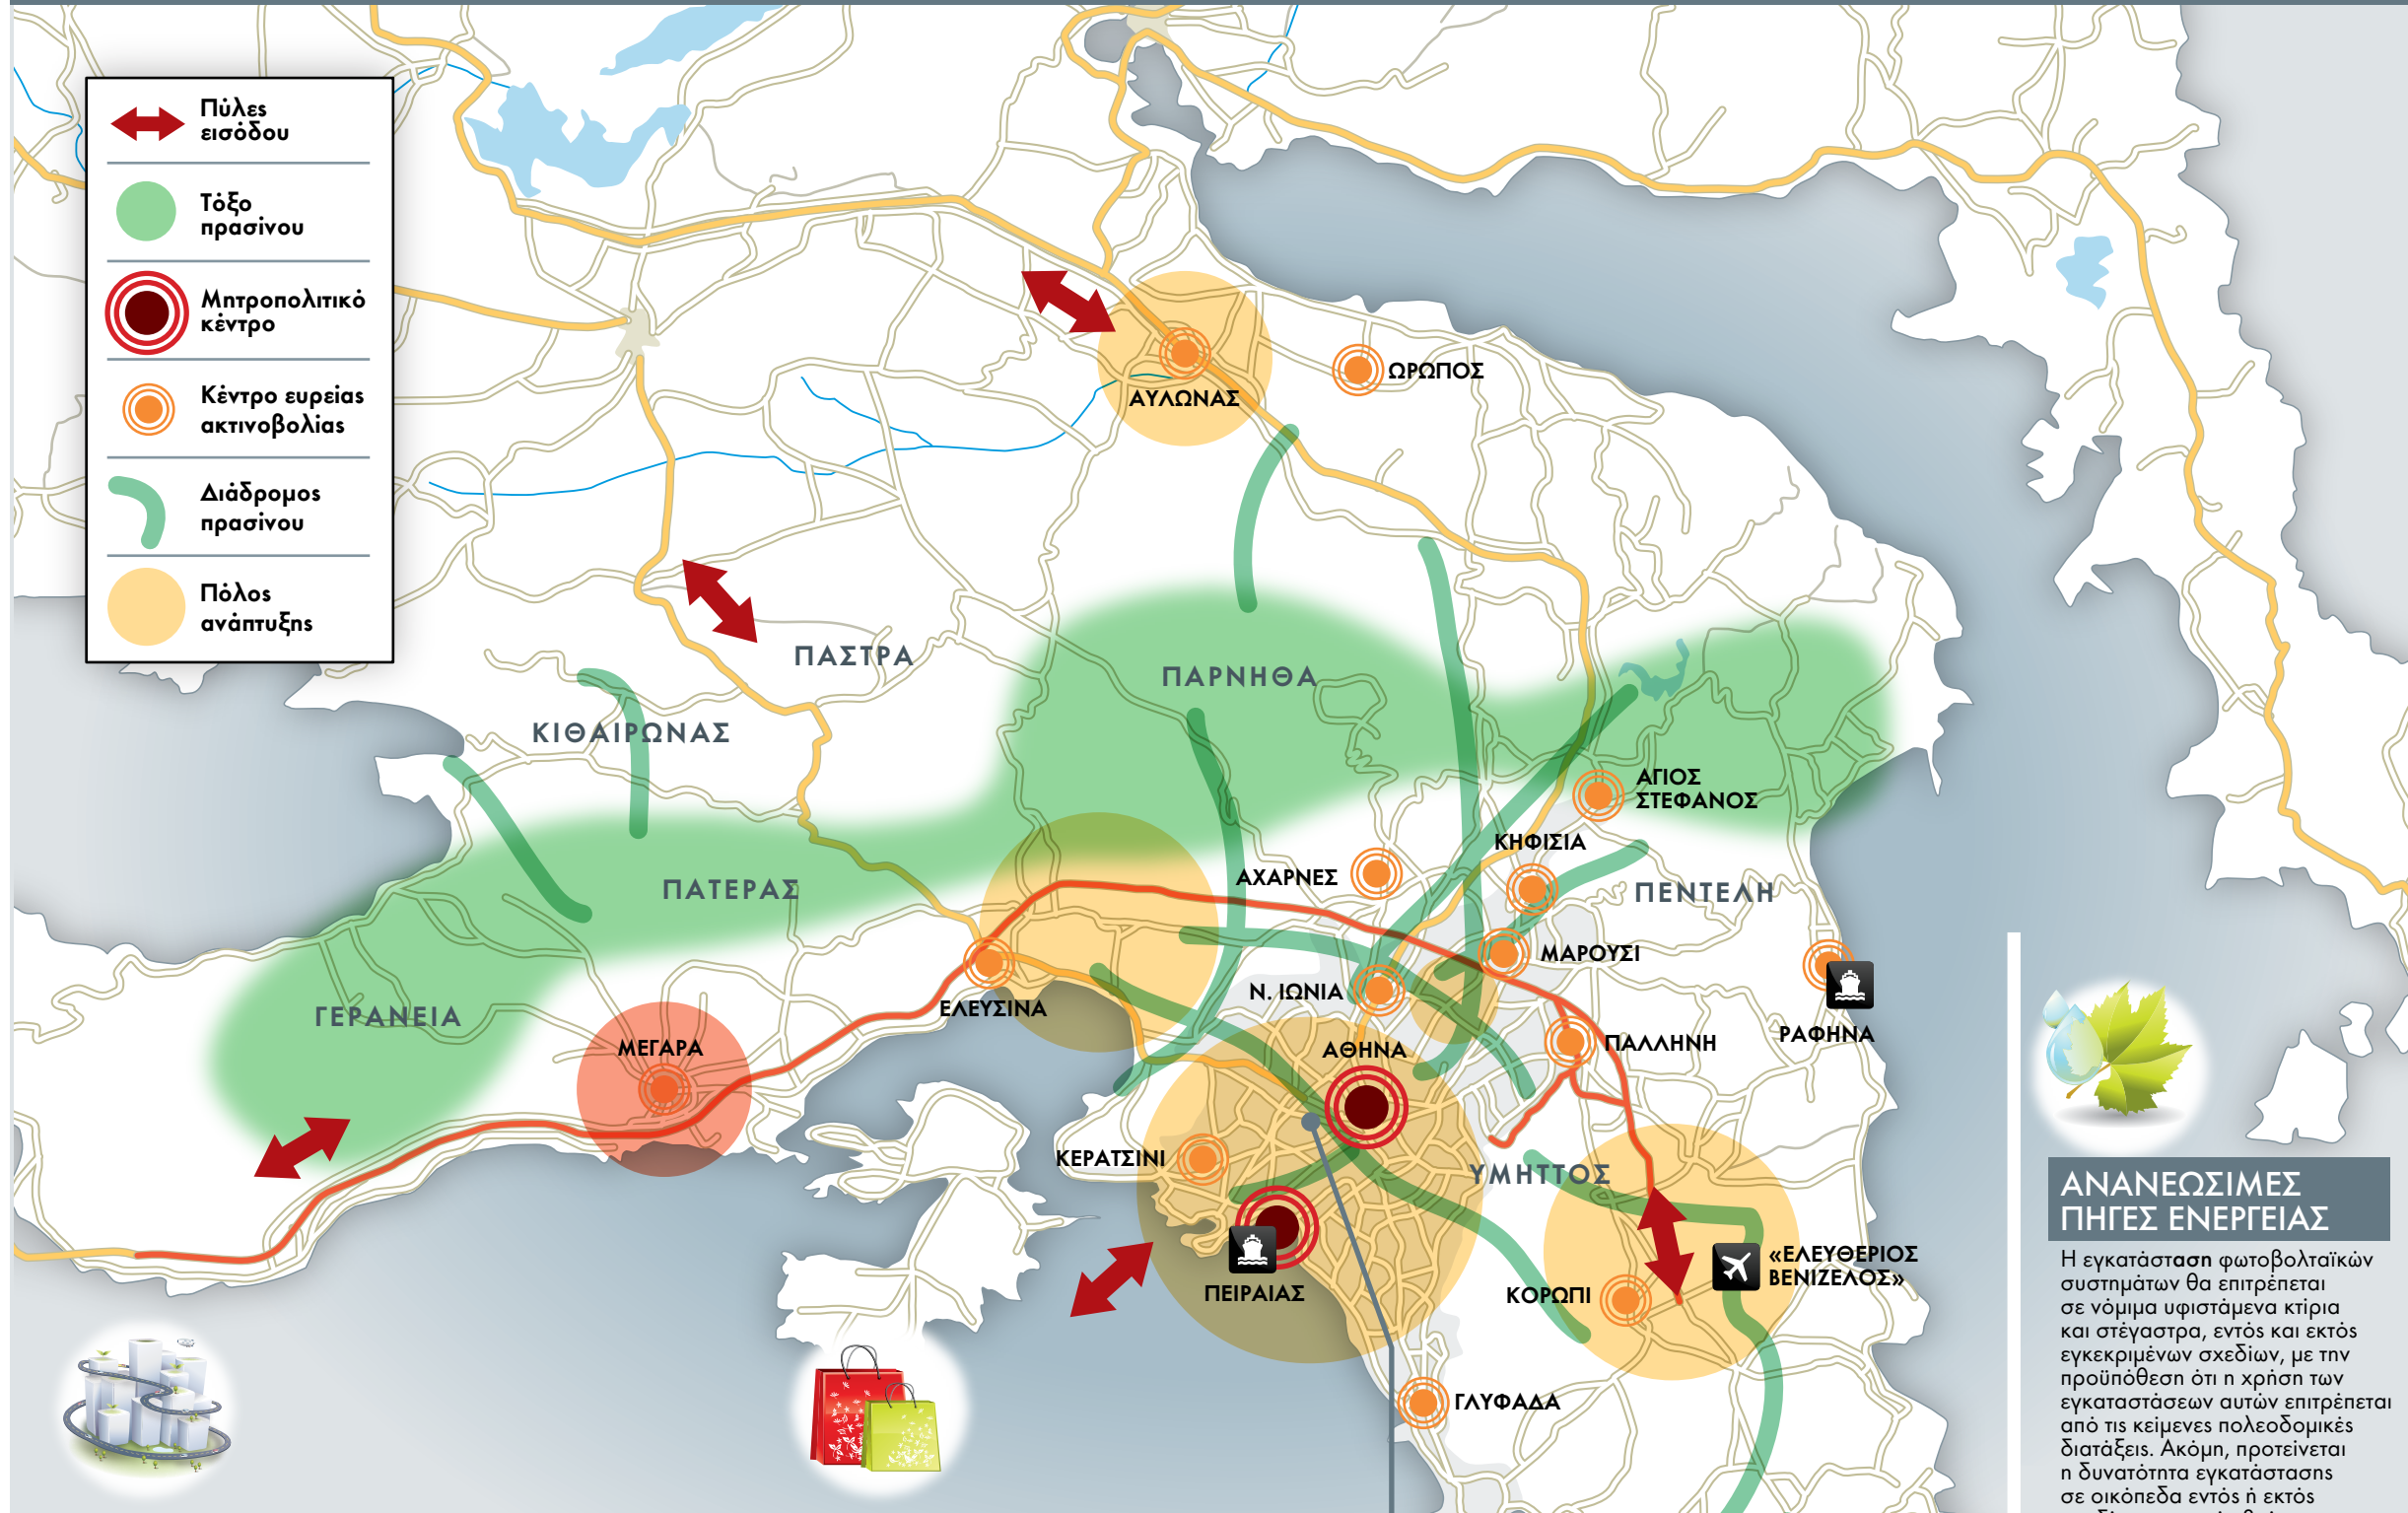 Πύλες
εισόδου
Τόξο
πρασίνου
Μητροπολιτικό
κέντρο
Κέντρο ευρείας
ακτινοβολίας
Διάδρομος
πρασίνου
Πόλος
ανάπτυξης
ΩΡΩΠΟΣ
ΑΥΛΩΝΑΣ
ΠΑΣΤΡΑ
ΠΑΡΝΗΘΑ
ΚΙΘΑΙΡΩΝΑΣ
ΑΓΙΟΣ
ΣΤΕΦΑΝΟΣ
ΚΗΦΙΣΙΑ
ΑΧΑΡΝΕΣ
ΠΑΤΕΡΑΣ
ΠΕΝΤΕΛΗ
ΜΑΡΟΥΣΙ
Ν. ΙΩΝΙΑ
ΕΛΕΥΣΙΝΑ
ΓΕΡΑΝΕΙΑ
ΡΑΦΗΝΑ
ΜΕΓΑΡΑ
ΑΘΗΝΑ
ΠΑΛΛΗΝΗ
ΚΕΡΑΤΣΙΝΙ
ΥΜΗΤΤΟΣ
«ΕΛΕΥΘΕΡΙΟΣ
ΒΕΝΙΖΕΛΟΣ»
ΠΕΙΡΑΙΑΣ
ΚΟΡΩΠΙ
ΓΛΥΦΑΔΑ
ΑΝΑΝΕΩΣΙΜΕΣ
ΠΗΓΕΣ ΕΝΕΡΓΕΙΑΣ
Η εγκατάσταση φωτοβολταϊκών
συστημάτων θα επιτρέπεται
σε νόμιμα υφιστάμενα κτίρια
και στέγαστρα, εντός και εκτός
εγκεκριμένων σχεδίων, με την
προϋπόθεση ότι η χρήση των
εγκαταστάσεων αυτών επιτρέπεται
από τις κείμενες πολεοδομικές
διατάξεις. Ακόμη, προτείνεται
η δυνατότητα εγκατάστασης
σε οικόπεδα εντός ή εκτός